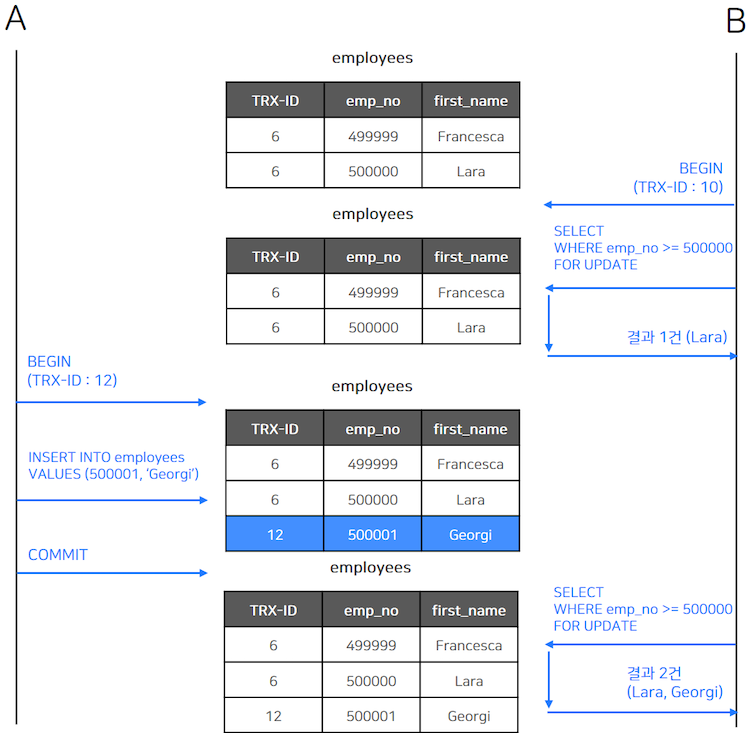 A
B
employees
TRX-ID emp_no first_name
6 499999 Francesca
6 500000 Lara
BEGIN
(TRX-ID : 10)
employees
TRX-ID emp_no first_name
6 499999 Francesca
6 500000 Lara
SELECT
WHERE emp_no >= 500000
FOR UPDATE
결과 1건 (Lara)
BEGIN
(TRX-ID : 12)
employees
TRX-ID emp_no first_name
6 499999 Francesca
6 500000 Lara
12 500001 Georgi
INSERT INTO employees
VALUES (500001, ‘Georgi’)
COMMIT
employees
TRX-ID emp_no first_name
6 499999 Francesca
6 500000 Lara
12 500001 Georgi
SELECT
WHERE emp_no >= 500000
FOR UPDATE
결과 2건
(Lara, Georgi)